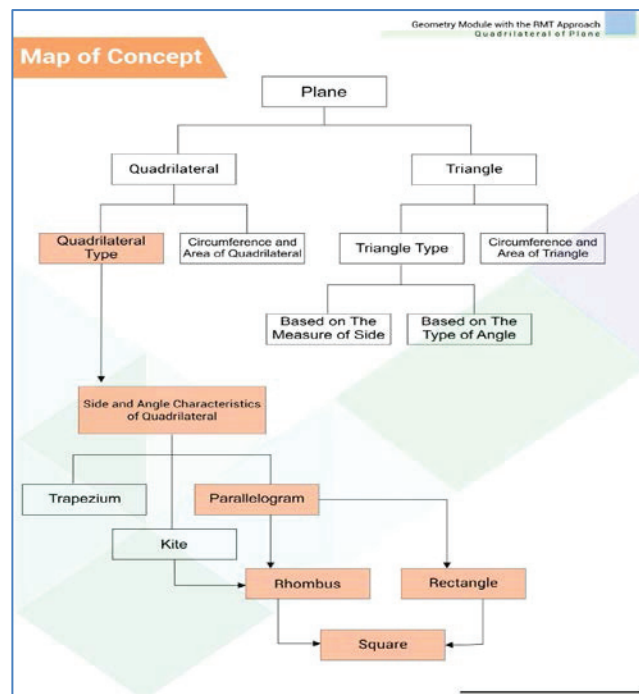 Geometry Module with the RMT Approach
Quadrilateral of Plane
Map of Concept
Plane
Quadrilateral
Triangle
Quadrilateral
Type
Circumference and
Area of Quadrilateral
Triangle Type
Circumference and
Area of Triangle
Based on The
Measure of Side
Based on The
Type of Angle
Side and Angle Characteristics
of Quadrilateral
Trapezium
Parallelogram
Kite
Rhombus
Rectangle
Square